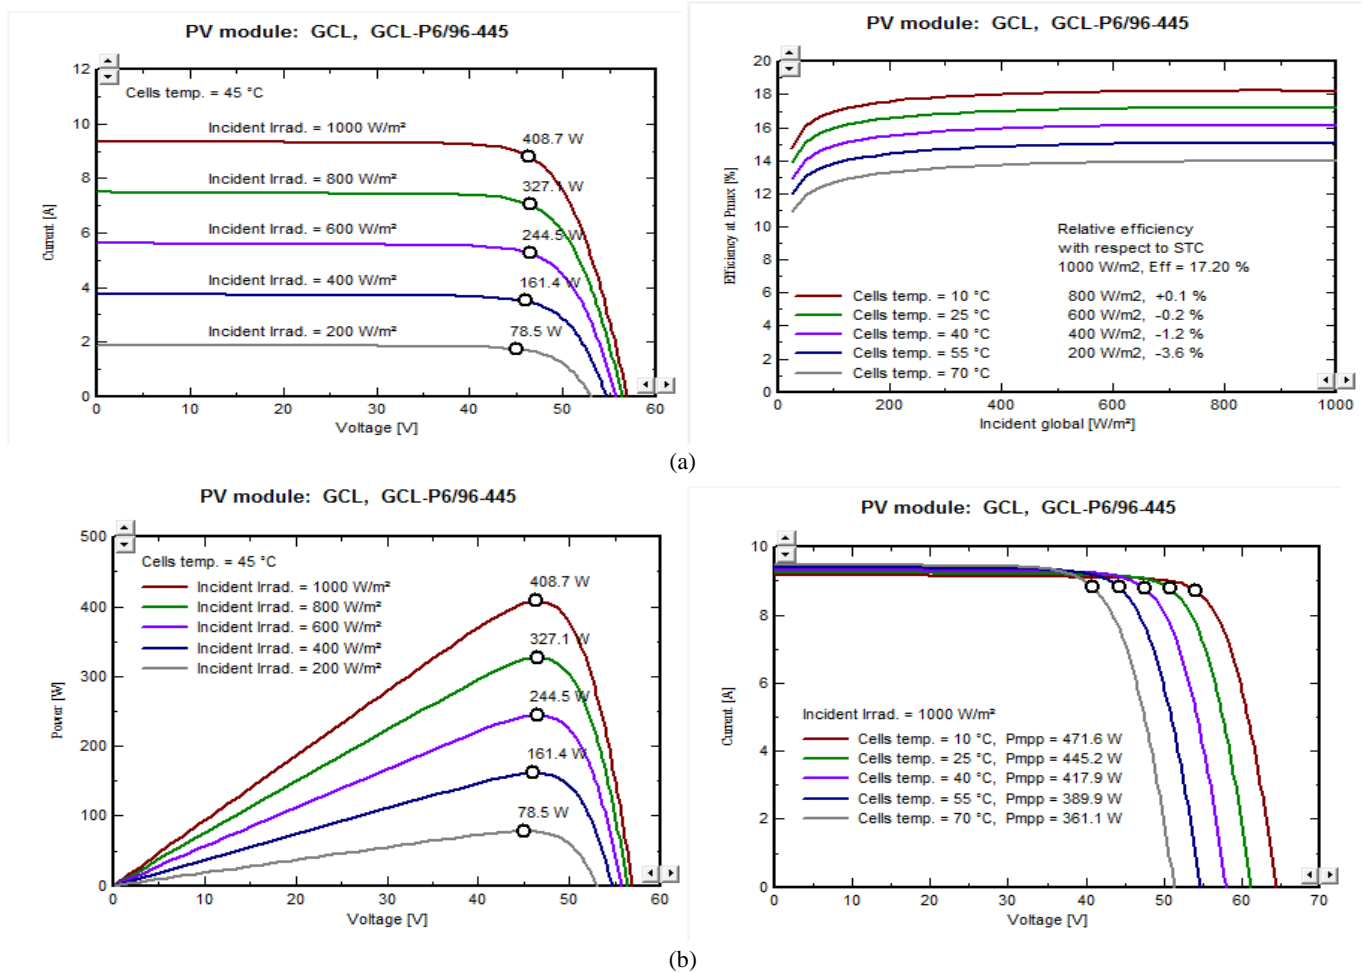 PV module: GCL, GCL-P6/96-445
12
10
8
6
4
2
0
Current [A]
Cells temp. = 45 °C
Incident Irrad. = 1000 W/m²
408.7 W
Incident Irrad. = 800 W/m²
327.1 W
Incident Irrad. = 600 W/m²
244.5 W
Incident Irrad. = 400 W/m²
161.4 W
Incident Irrad. = 200 W/m²
78.5 W
0 10 20 30 40 50 60
Voltage [V]
PV module: GCL, GCL-P6/96-445
20
18
16
14
12
10
8
6
4
2
0
Efficiency at Pmax [%]
Relative efficiency
with respect to STC
1000 W/m2, Eff = 17.20 %
Cells temp. = 10 °C 800 W/m2, +0.1 %
Cells temp. = 25 °C 600 W/m2, -0.2 %
Cells temp. = 40 °C 400 W/m2, -1.2 %
Cells temp. = 55 °C 200 W/m2, -3.6 %
Cells temp. = 70 °C
200 400 600 800 1000
Incident global [W/m²]
(a)
PV module: GCL, GCL-P6/96-445
500
400
300
200
100
0
Power [W]
Cells temp. = 45 °C
Incident Irrad. = 1000 W/m²
Incident Irrad. = 800 W/m²
Incident Irrad. = 600 W/m²
Incident Irrad. = 400 W/m²
Incident Irrad. = 200 W/m²
408.7 W
327.1 W
244.5 W
161.4 W
78.5 W
0 10 20 30 40 50 60
Voltage [V]
PV module: GCL, GCL-P6/96-445
10
8
6
4
2
0
Current [A]
Incident Irrad. = 1000 W/m²
Cells temp. = 10 °C, Pmpp = 471.6 W
Cells temp. = 25 °C, Pmpp = 445.2 W
Cells temp. = 40 °C, Pmpp = 417.9 W
Cells temp. = 55 °C, Pmpp = 389.9 W
Cells temp. = 70 °C, Pmpp = 361.1 W
0 10 20 30 40 50 60 70
Voltage [V]
(b)